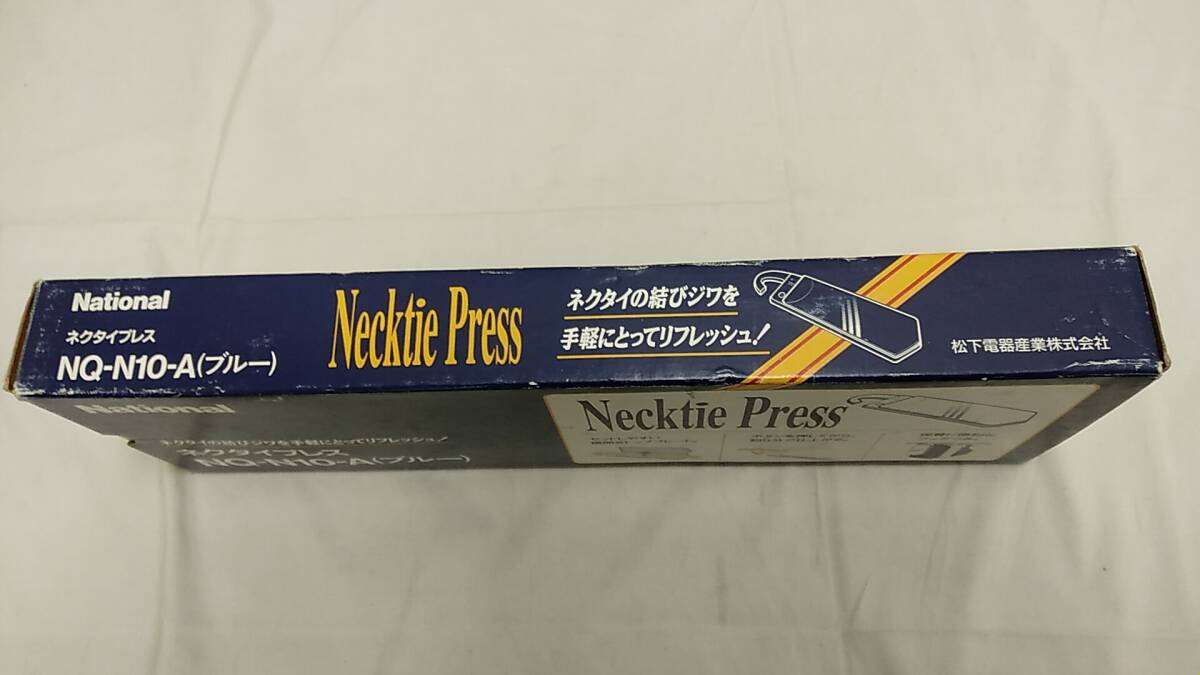 National
ネクタイプレス
NQ-N10-A(ブルー)
Necktie Press
ネクタイの結びジワを
手軽にとってリフレッシュ!
松下電器産業株式会社
National
ネクタイの結びジワを手軽にとってリフレッシュ!
ネクタイプレス
NQ-N10-A(ブルー)
Necktie Press